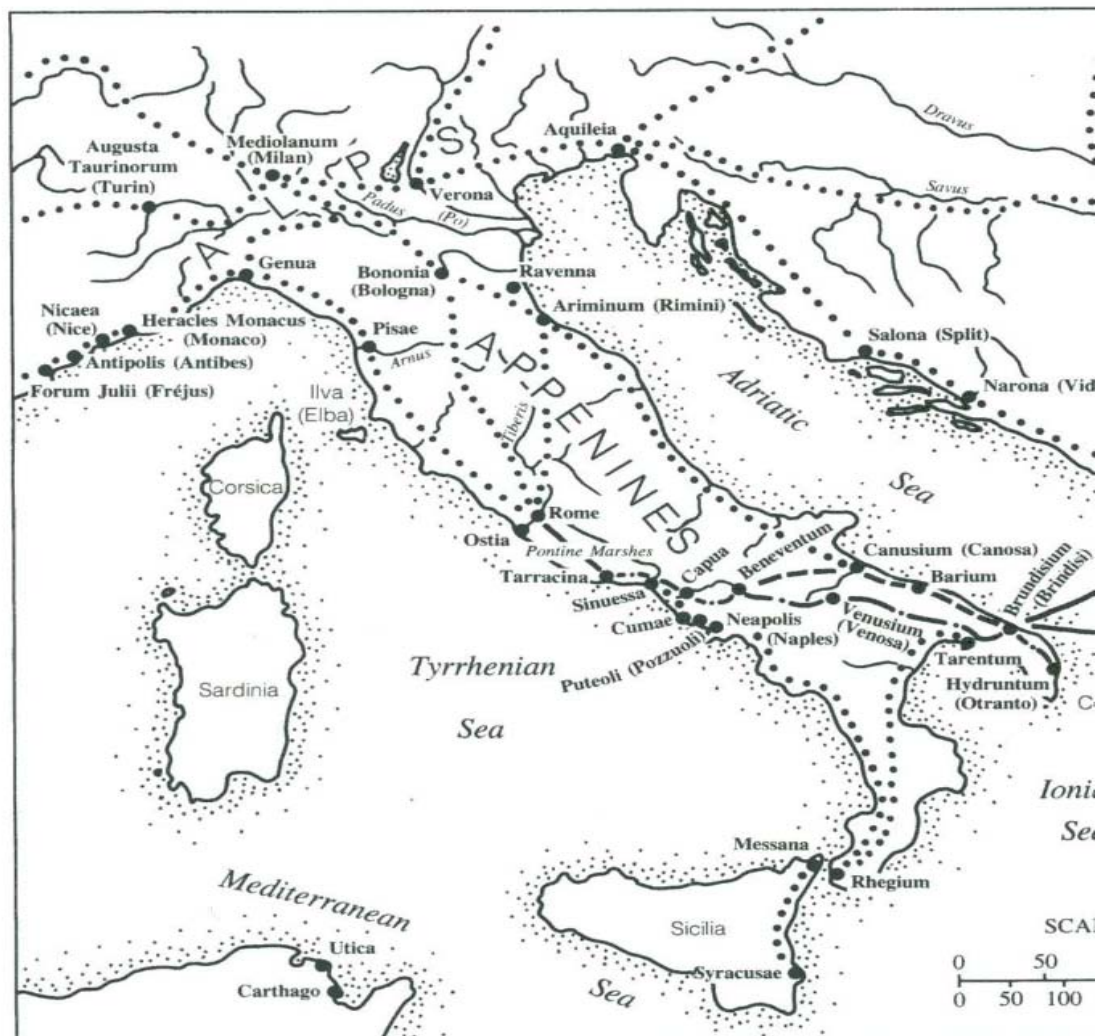 Dravus
Savus
Aquileia
Mediolanum
(Milan)
Augusta
Taurinorum
(Turin)
A L P S
Verona
Padus (Po)
Genua
Bononia
(Bologna)
Ravenna
Ariminum (Rimini)
Nicaea
(Nice)
Heracles Monacus
(Monaco)
Antipolis (Antibes)
Forum Julii (Fréjus)
Pisae
Arnus
Ilva
(Elba)
APPENINES
Tiberis
Salona (Split)
Narona (Vid
Adriatic
Sea
Corsica
Rome
Ostia
Pontine Marshes
Tarracina
Sinuessa
Capua
Beneventum
Canusium (Canosa)
Barium
Brundisium
(Brindisi)
Cumae
Neapolis
(Naples)
Puteoli (Pozzuoli)
Venusium
(Venosa)
Tarentum
Hydruntum
(Otranto)
Tyrrhenian
Sea
Sardinia
Messana
Rhegium
Mediterranean
Sea
Sicilia
Syracusae
Utica
Carthago
0 50
0 50 100